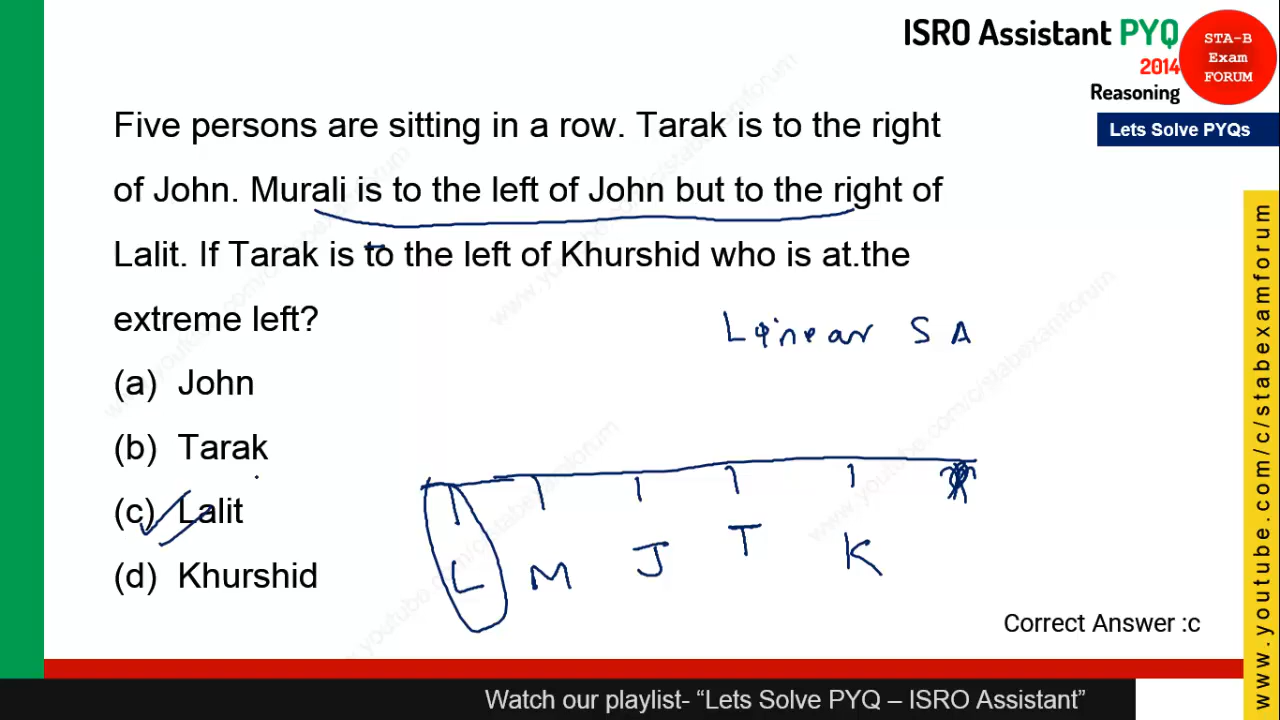 ISRO Assistant PYQ
2014
Reasoning
STA-B
Exam
FORUM
Lets Solve PYQs
Five persons are sitting in a row. Tarak is to the right
of John. Murali is to the left of John but to the right of
Lalit. If Tarak is to the left of Khurshid who is at.the
extreme left?
Linear S A
(a) John
(b) Tarak
(c) Lalit
(d) Khurshid
L M J T K
Correct Answer :c
www.youtube.com/c/stabexamforum
Watch our playlist- “Lets Solve PYQ – ISRO Assistant”